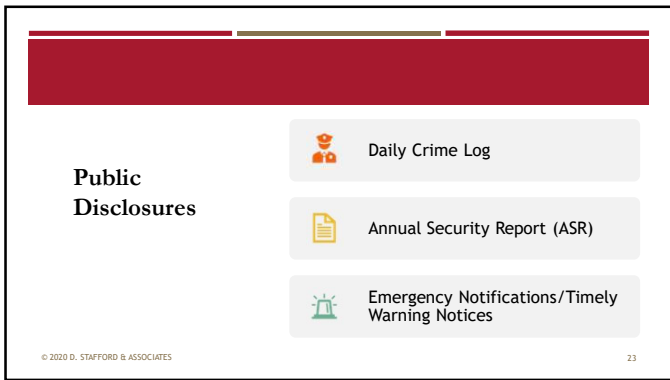 Public
Disclosures
Daily Crime Log
Annual Security Report (ASR)
Emergency Notifications/Timely
Warning Notices
© 2020 D. STAFFORD & ASSOCIATES
23